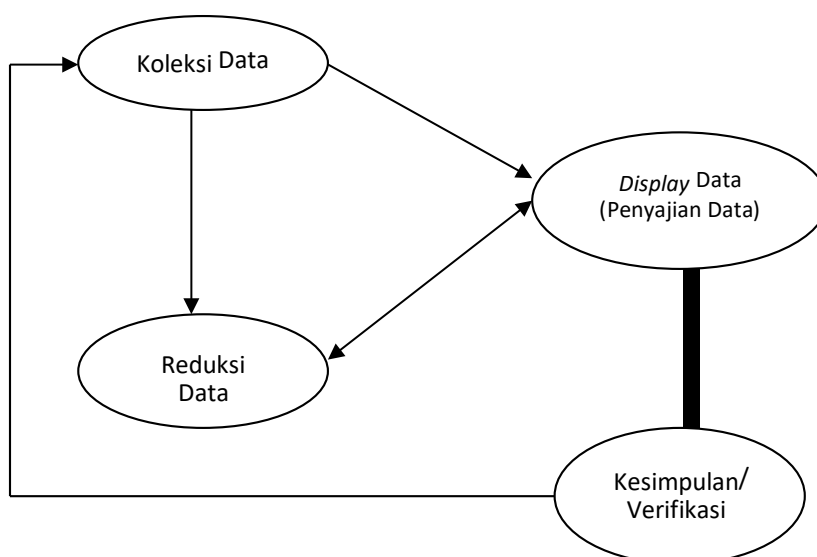 Koleksi Data
Display Data
(Penyajian Data)
Reduksi
Data
Kesimpulan/
Verifikasi